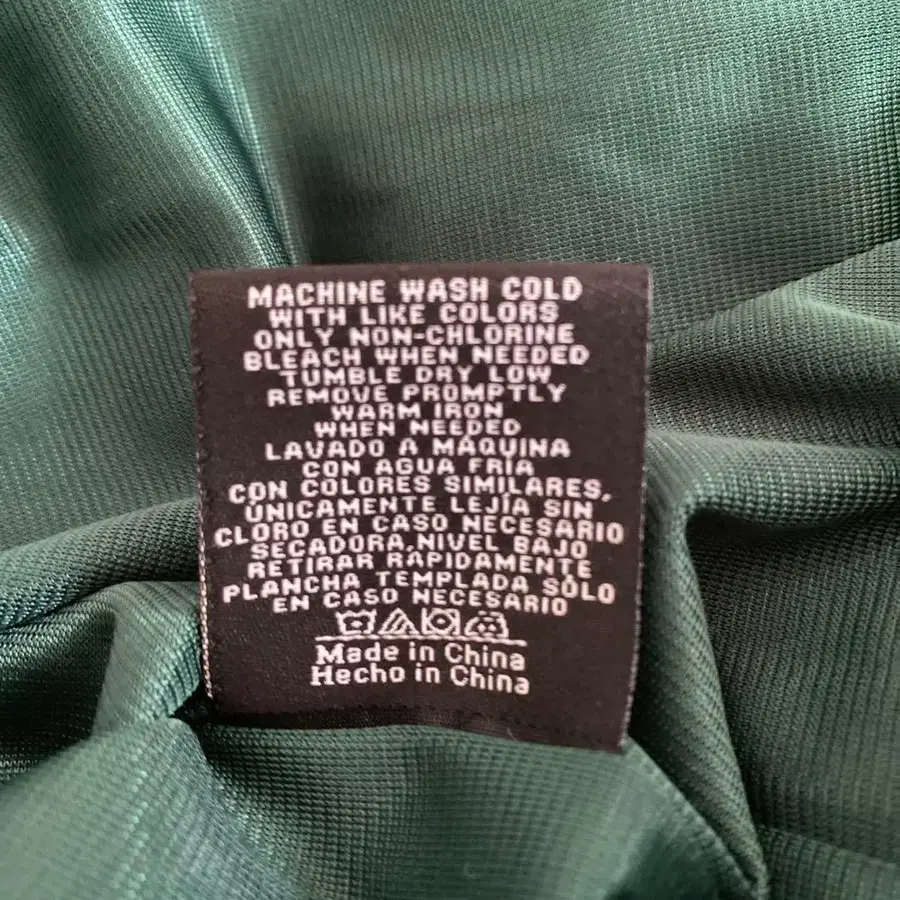 MACHINE WASH COLD
WITH LIKE COLORS
ONLY NON-CHLORINE
BLEACH WHEN NEEDED
TUMBLE DRY LOW
REMOVE PROMPTLY
WARM IRON
WHEN NEEDED
LAVADO A MÁQUINA
CON AGUA FRÍA
CON COLORES SIMILARES,
ÚNICAMENTE LEJÍA SIN
CLORO EN CASO NECESARIO
SECADORA,NIVEL BAJO
RETIRAR RÁPIDAMENTE
PLANCHA TEMPLADA SÓLO
EN CASO NECESARIO
Made in China
Hecho in China